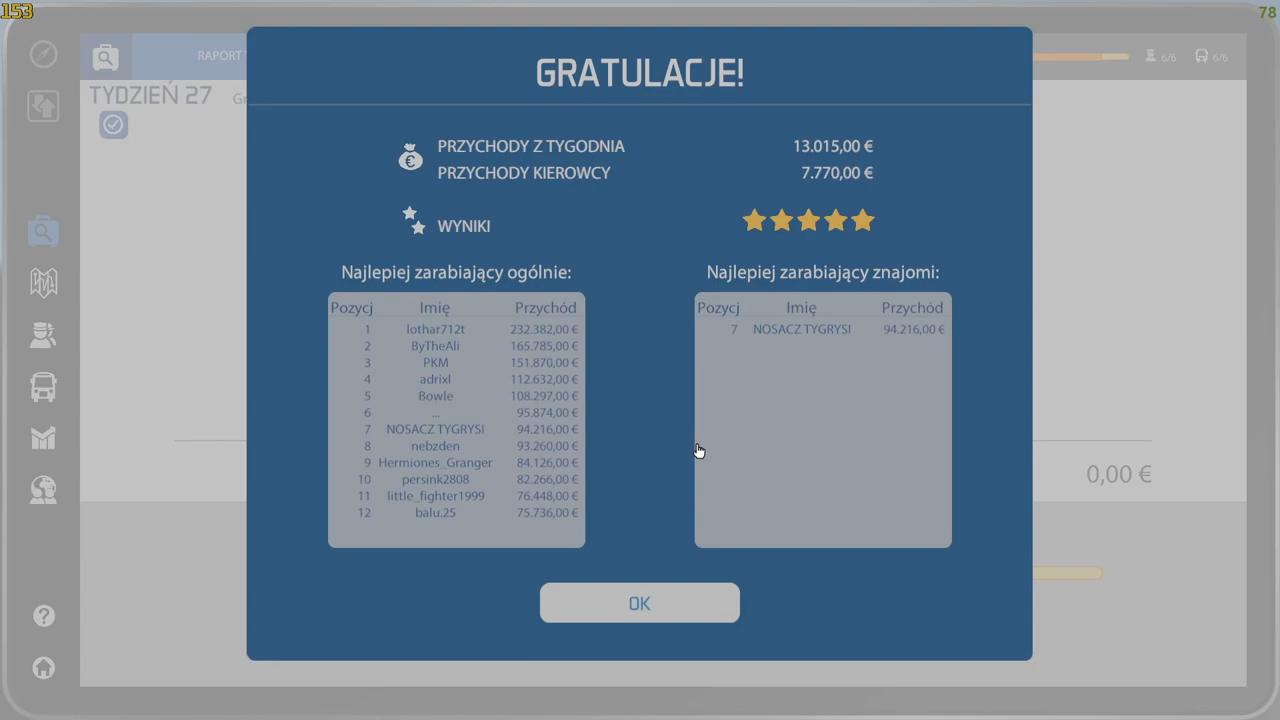 153
78
RAPORT
6/6
6/6
TYDZIEŃ 27
GRATULACJE!
PRZYCHODY Z TYGODNIA 13.015,00 €
PRZYCHODY KIEROWCY 7.770,00 €
WYNIKI
Najlepiej zarabiający ogólnie:
Pozycj Imię Przychód
1 lothar712t 232.382,00 €
2 ByTheAli 165.785,00 €
3 PKM 151.870,00 €
4 adrixl 112.632,00 €
5 Bowle 108.297,00 €
6 ... 95.874,00 €
7 NOSACZ TYGRYSI 94.216,00 €
8 nebzden 93.260,00 €
9 Hermiones_Granger 84.126,00 €
10 persink2808 82.266,00 €
11 little_fighter1999 76.448,00 €
12 balu.25 75.736,00 €
Najlepiej zarabiający znajomi:
Pozycj Imię Przychód
7 NOSACZ TYGRYSI 94.216,00 €
0,00 €
OK